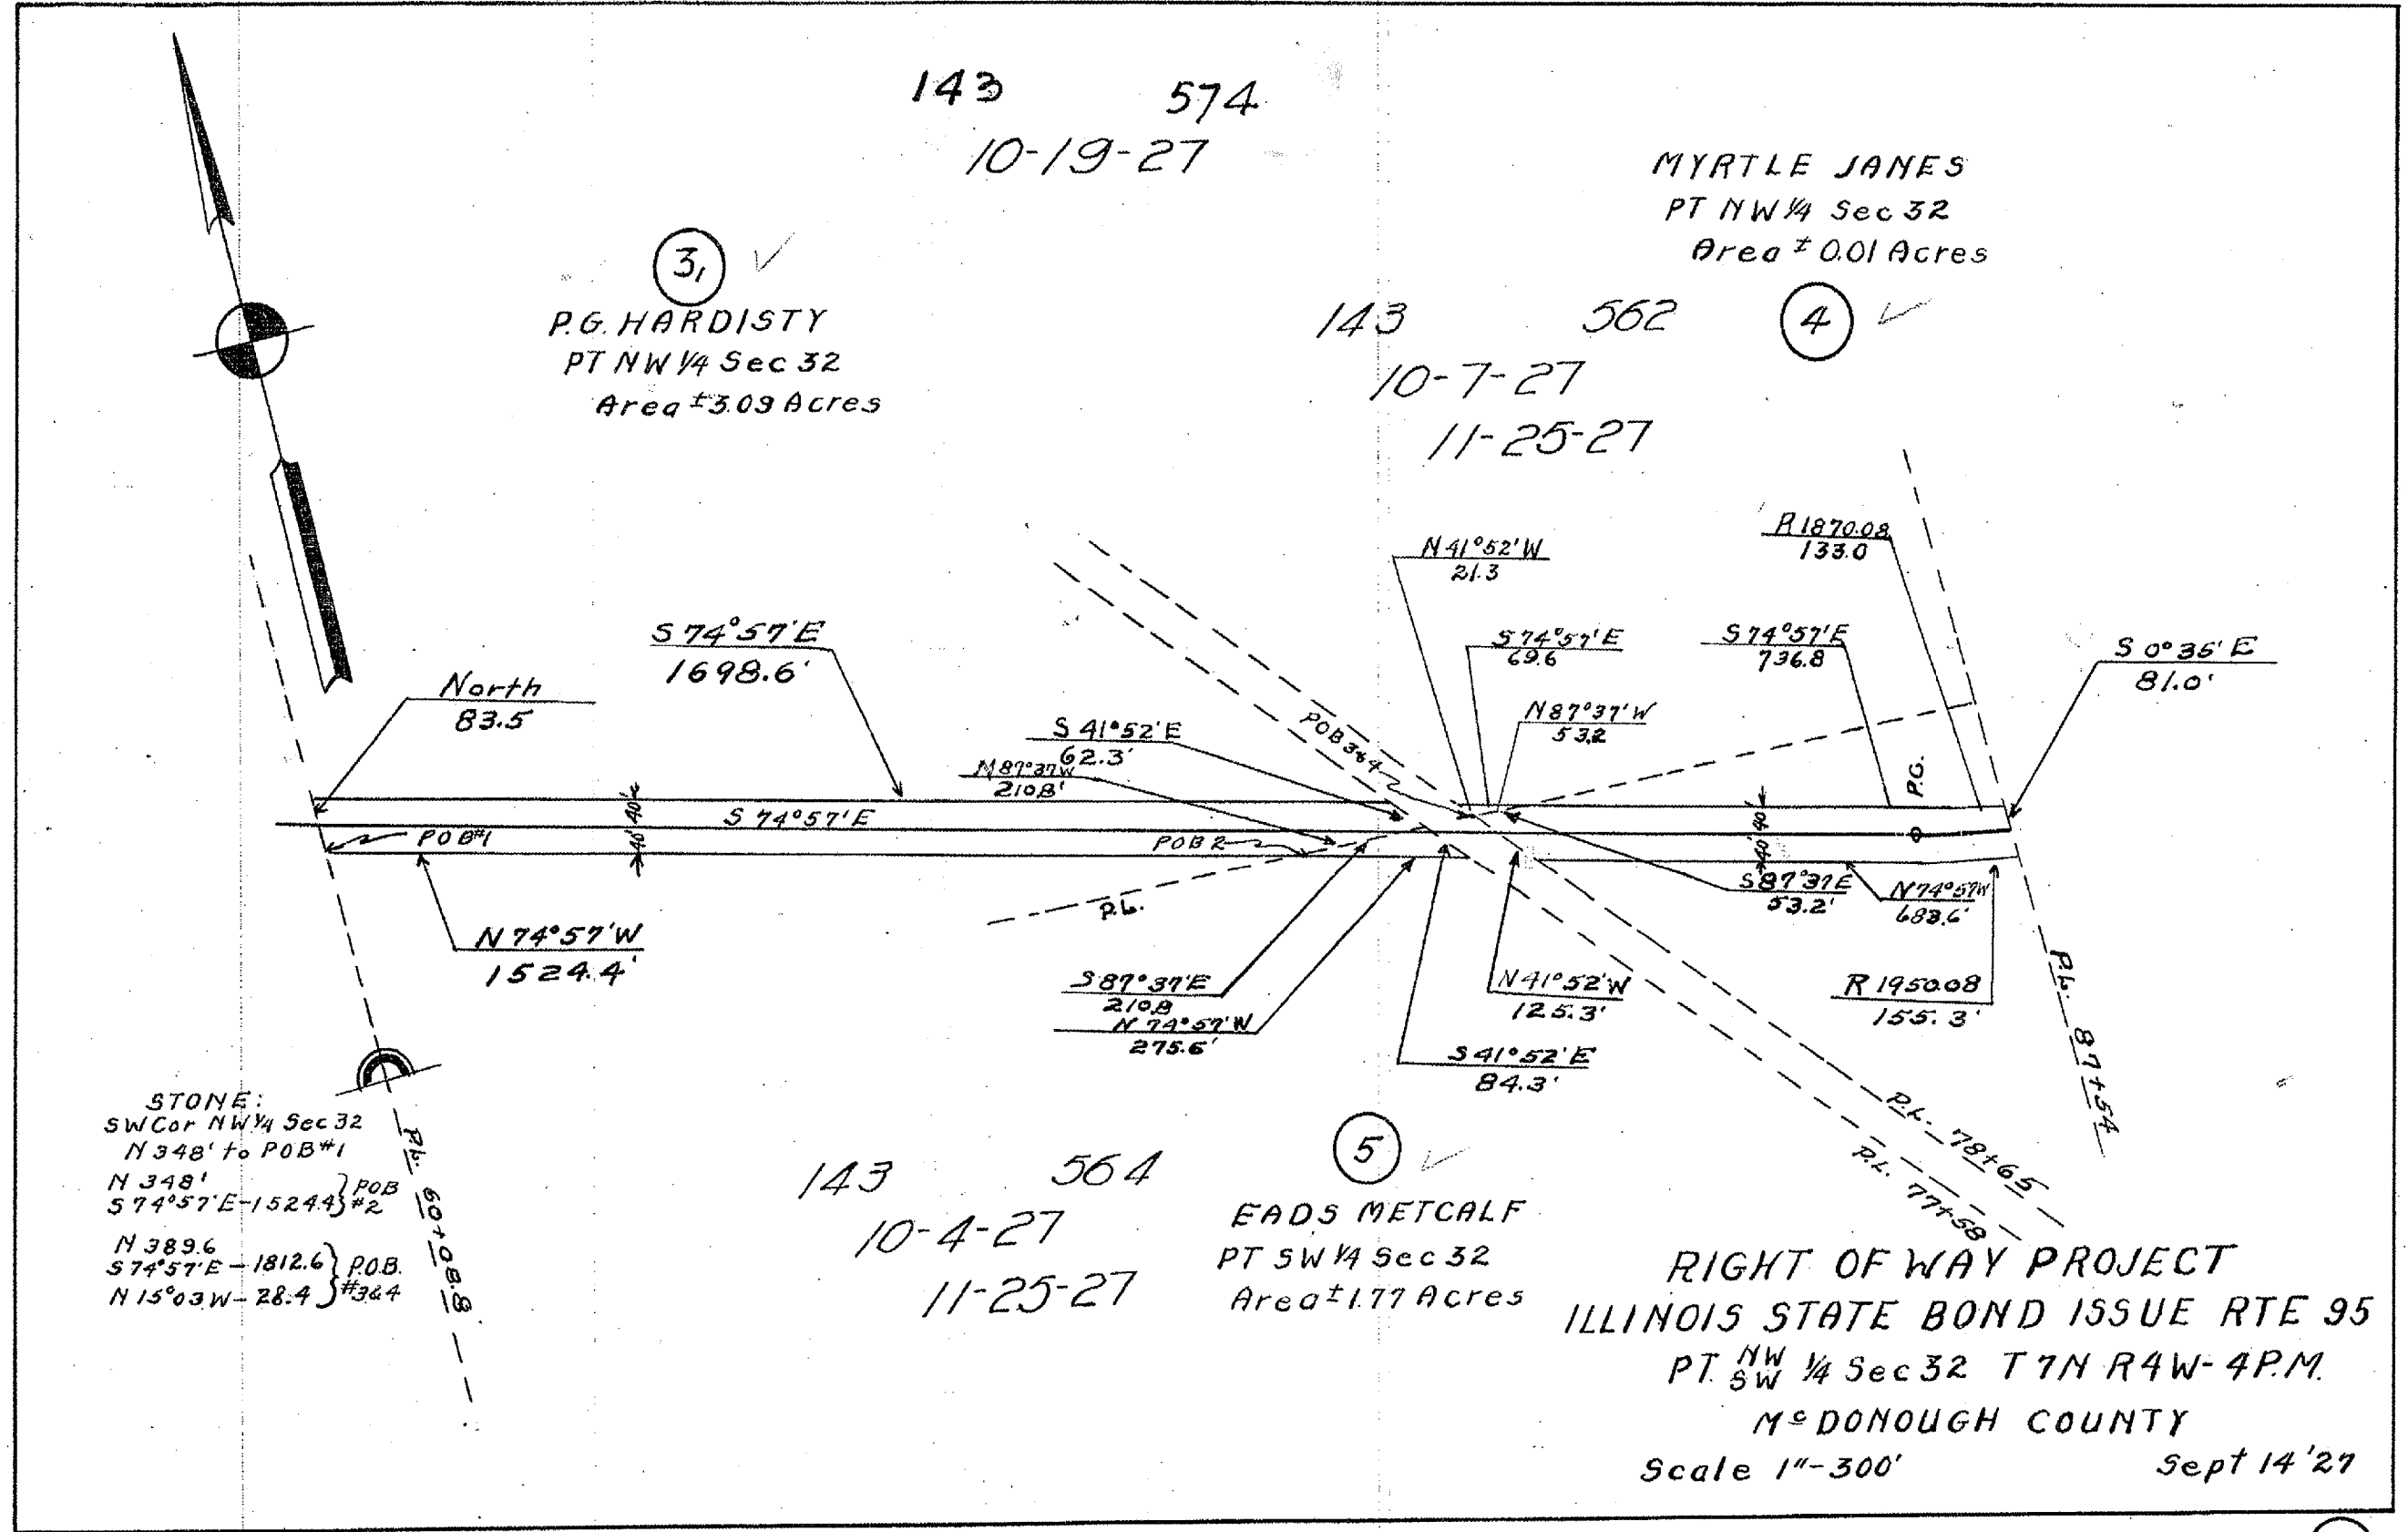 143 574
10-19-27
MYRTLE JANES
PT NW 1/4 Sec 32
Area ± 0.01 Acres
3,
P.G. HARDISTY
PT NW 1/4 Sec 32
Area ± 3.09 Acres
143 562
4
10-7-27
11-25-27
N 41°52' W
21.3
R 1870.08
133.0
S 74°57' E
1698.6'
S 74°57' E
69.6
S 74°57' E
736.8
S 0°35' E
81.0'
North
83.5
N 87°37' W
53.2
POB 3&4
S 41°52' E
62.3'
N 87°37 W
210.8'
P.G.
40' 40'
S 74°57' E
40' 40'
POB #1
POB 2
P.L.
S 87°37 E
53.2'
N 74°57 W
683.6'
N 74°57' W
1524.4'
S 87°37' E
210.8
N 74°57' W
275.6'
N 41°52' W
125.3'
R 1950.08
155.3'
S 41°52' E
84.3'
P.L. 87+54
STONE:
SW Cor NW 1/4 Sec 32
N 348' to POB #1
N 348'
S 74°57' E - 1524.4 } POB #2
N 389.6
S 74°57' E - 1812.6 } P.O.B.
N 15°03 W - 28.4 } #3&4
P.L. 60+08.8
P.L. 78+65
P.L. 77+58
143 564
5
10-4-27
11-25-27
EADS METCALF
PT SW 1/4 Sec 32
Area ± 1.77 Acres
RIGHT OF WAY PROJECT
ILLINOIS STATE BOND ISSUE RTE 95
PT. NW SW 1/4 Sec 32 T 7N R4W - 4P.M.
McDONOUGH COUNTY
Scale 1"-300' Sept 14 '27